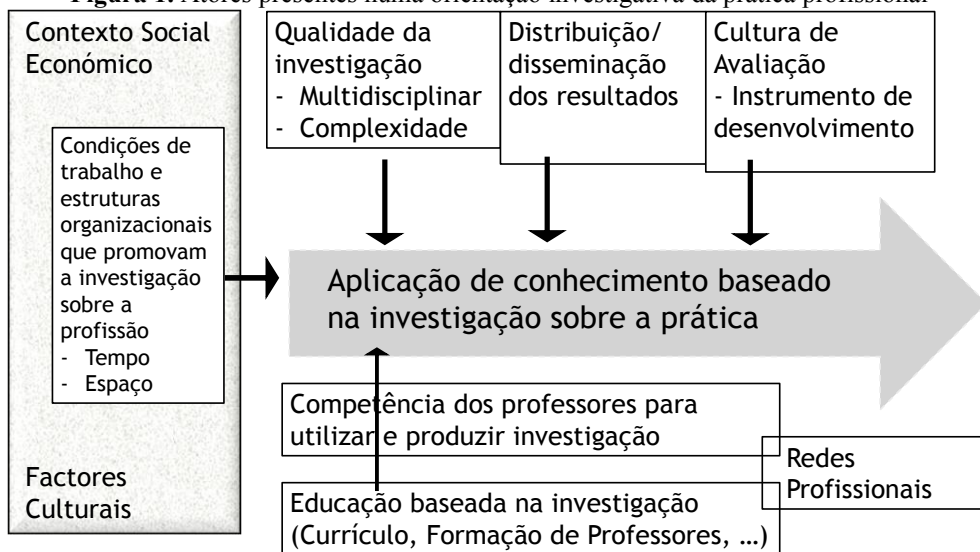 Figura 1. Atores presentes numa orientação investigativa da prática profissional
Contexto Social
Económico
Condições de
trabalho e
estruturas
organizacionais
que promovam
a investigação
sobre a
profissão
- Tempo
- Espaço
Factores
Culturais
Qualidade da
investigação
- Multidisciplinar
- Complexidade
Distribuição/
disseminação
dos resultados
Cultura de
Avaliação
- Instrumento de
desenvolvimento
Aplicação de conhecimento baseado
na investigação sobre a prática
Competência dos professores para
utilizar e produzir investigação
Educação baseada na investigação
(Currículo, Formação de Professores, …)
Redes
Profissionais